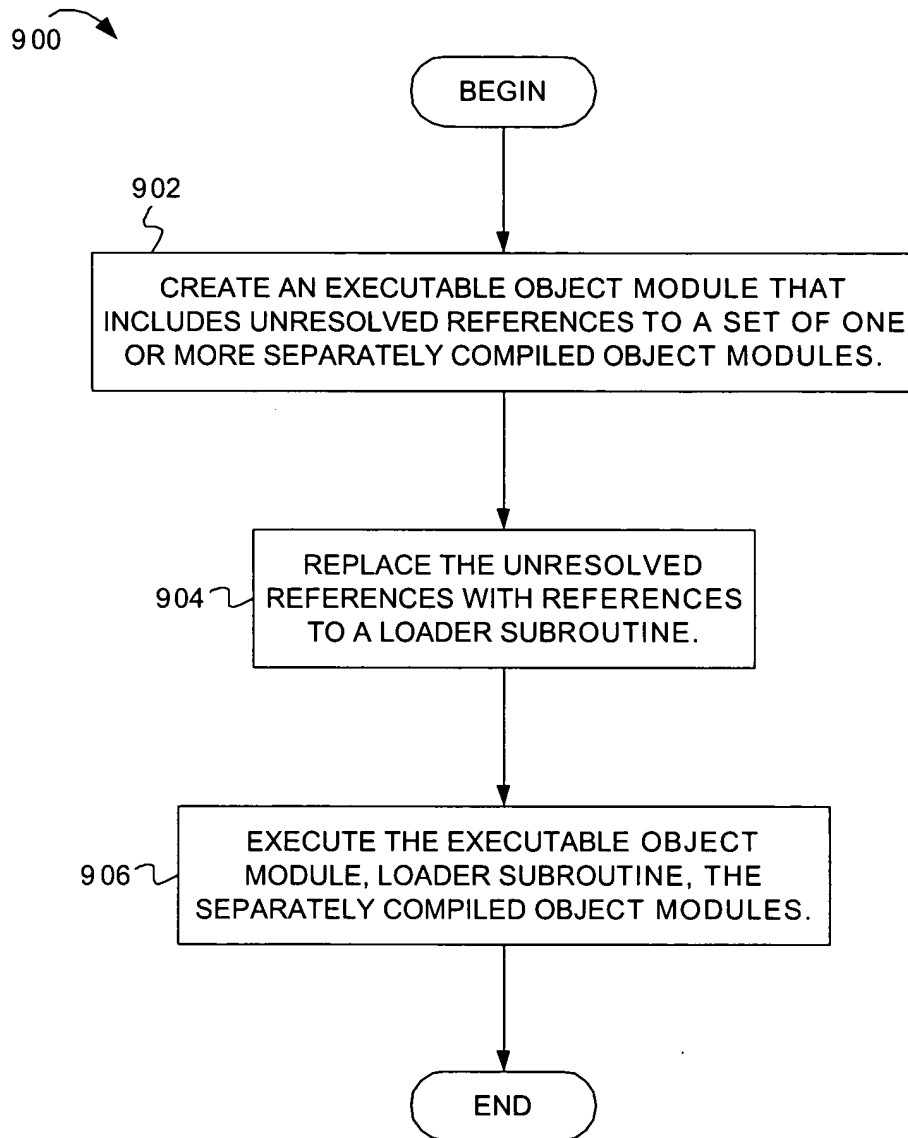 900
BEGIN
902
CREATE AN EXECUTABLE OBJECT MODULE THAT
INCLUDES UNRESOLVED REFERENCES TO A SET OF ONE
OR MORE SEPARATELY COMPILED OBJECT MODULES.
904
REPLACE THE UNRESOLVED
REFERENCES WITH REFERENCES
TO A LOADER SUBROUTINE.
906
EXECUTE THE EXECUTABLE OBJECT
MODULE, LOADER SUBROUTINE, THE
SEPARATELY COMPILED OBJECT MODULES.
END